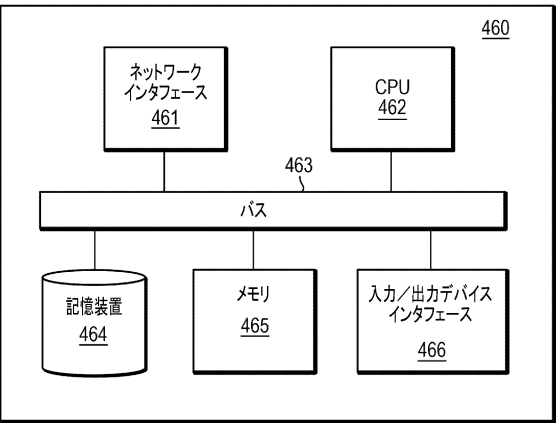 460
ネットワーク
インタフェース
461
CPU
462
463
バス
記憶装置
464
メモリ
465
入力／出力デバイス
インタフェース
466